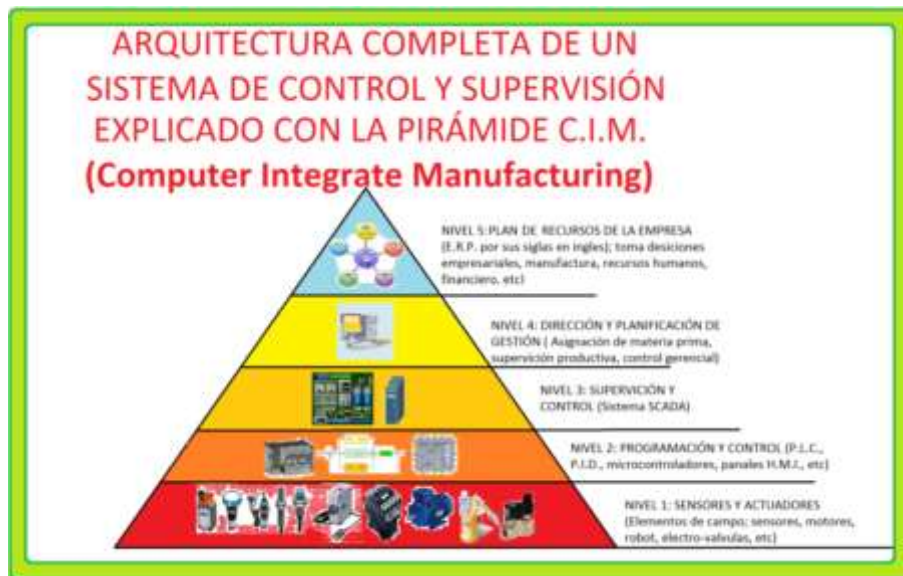 ARQUITECTURA COMPLETA DE UN
SISTEMA DE CONTROL Y SUPERVISIÓN
EXPLICADO CON LA PIRÁMIDE C.I.M.
(Computer Integrate Manufacturing)
NIVEL 5: PLAN DE RECURSOS DE LA EMPRESA
(E.R.P. por sus siglas en ingles); toma desiciones
empresariales, manufactura, recursos humanos,
financiero, etc)
NIVEL 4: DIRECCIÓN Y PLANIFICACIÓN DE
GESTIÓN ( Asignación de materia prima,
supervición productiva, control gerencial)
NIVEL 3: SUPERVICIÓN Y
CONTROL (Sistema SCADA)
NIVEL 2: PROGRAMACIÓN Y CONTROL (P.L.C.,
P.I.D., microcontroladores, panales H.M.I., etc)
NIVEL 1: SENSORES Y ACTUADORES
(Elementos de campo; sensores, motores,
robot, electro-valvulas, etc)